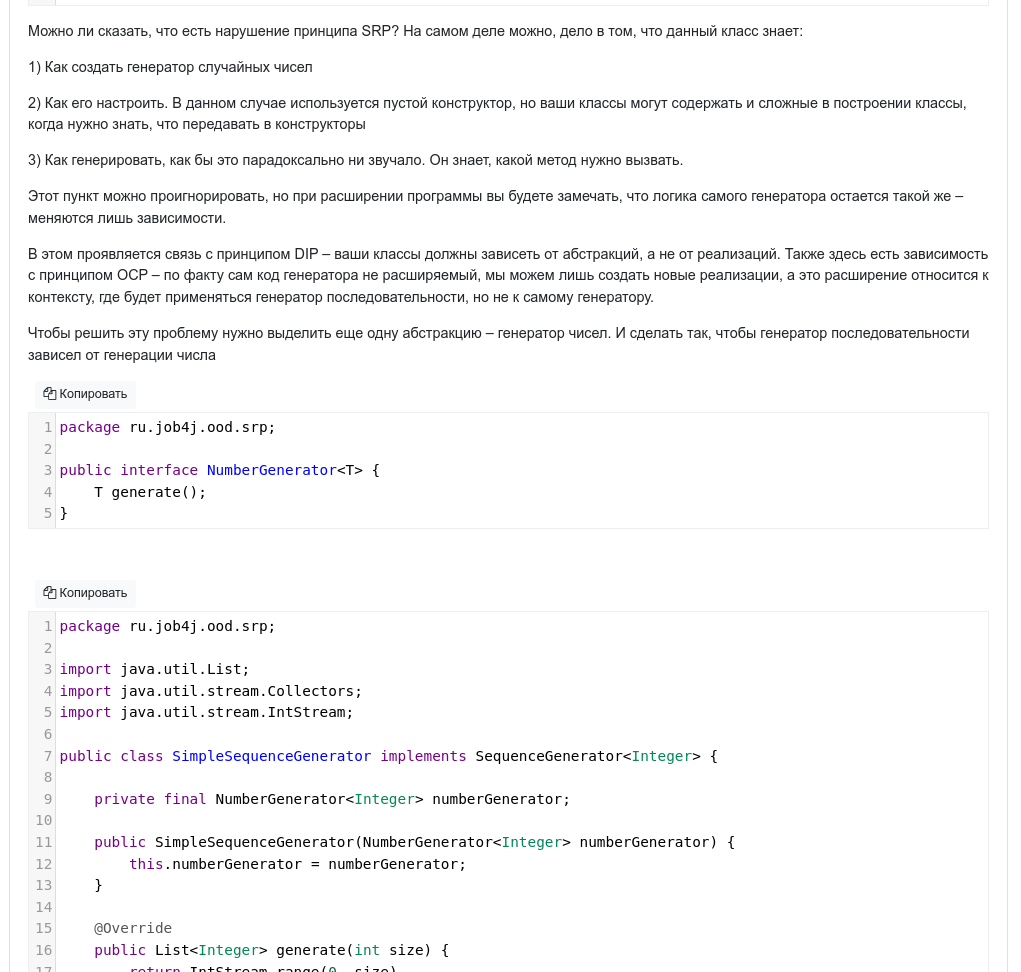 Можно ли сказать, что есть нарушение принципа SRP? На самом деле можно, дело в том, что данный класс знает:
1) Как создать генератор случайных чисел
2) Как его настроить. В данном случае используется пустой конструктор, но ваши классы могут содержать и сложные в построении классы,
когда нужно знать, что передавать в конструкторы
3) Как генерировать, как бы это парадоксально ни звучало. Он знает, какой метод нужно вызвать.
Этот пункт можно проигнорировать, но при расширении программы вы будете замечать, что логика самого генератора остается такой же –
меняются лишь зависимости.
В этом проявляется связь с принципом DIP – ваши классы должны зависеть от абстракций, а не от реализаций. Также здесь есть зависимость
с принципом OCP – по факту сам код генератора не расширяемый, мы можем лишь создать новые реализации, а это расширение относится к
контексту, где будет применяться генератор последовательности, но не к самому генератору.
Чтобы решить эту проблему нужно выделить еще одну абстракцию – генератор чисел. И сделать так, чтобы генератор последовательности
зависел от генерации числа
Копировать
1 package ru.job4j.ood.srp;
2
3 public interface NumberGenerator<T> {
4     T generate();
5 }
Копировать
1 package ru.job4j.ood.srp;
2
3 import java.util.List;
4 import java.util.stream.Collectors;
5 import java.util.stream.IntStream;
6
7 public class SimpleSequenceGenerator implements SequenceGenerator<Integer> {
8
9     private final NumberGenerator<Integer> numberGenerator;
10
11     public SimpleSequenceGenerator(NumberGenerator<Integer> numberGenerator) {
12         this.numberGenerator = numberGenerator;
13     }
14
15     @Override
16     public List<Integer> generate(int size) {
17         return IntStream.range(0, size)